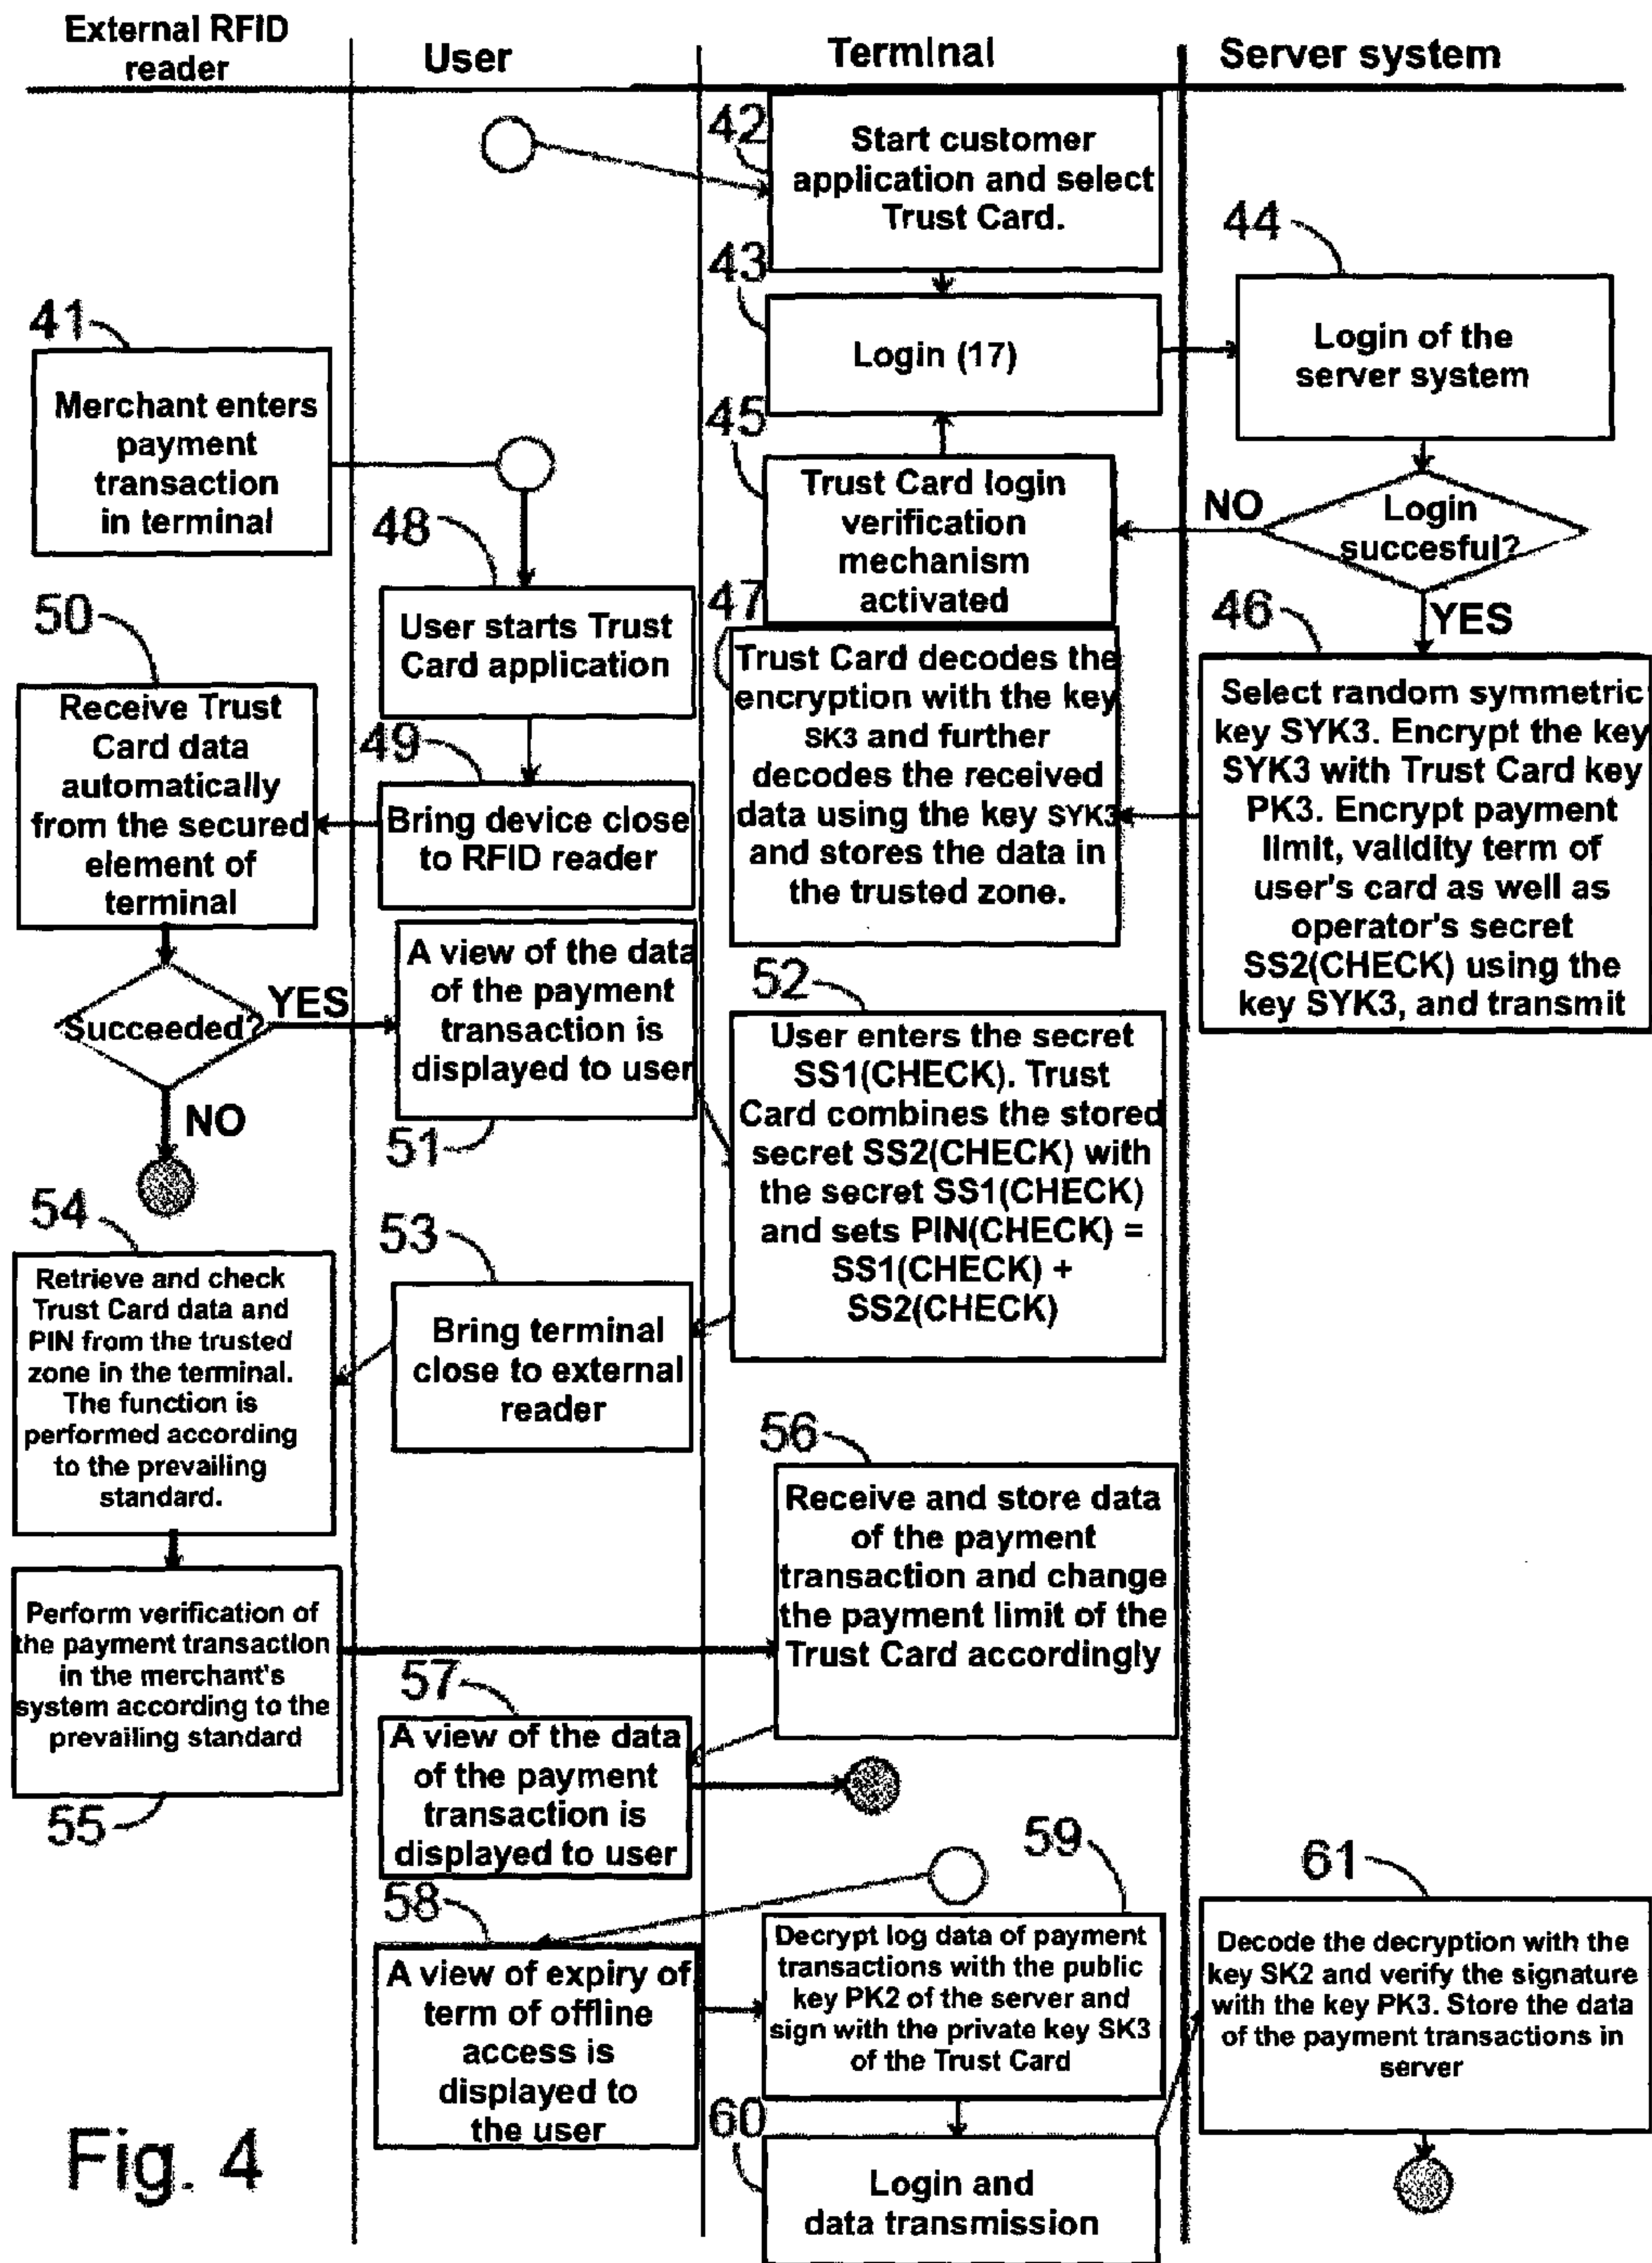 External RFID
reader
User
Terminal
Server system
42
Start customer
application and select
Trust Card.
43
Login (17)
44
Login of the
server system
41
Merchant enters
payment
transaction
in terminal
45
Trust Card login
verification
mechanism
activated
NO
Login
succesful?
YES
46
Select random symmetric
key SYK3. Encrypt the key
SYK3 with Trust Card key
PK3. Encrypt payment
limit, validity term of
user's card as well as
operator's secret
SS2(CHECK) using the
key SYK3, and transmit
47
Trust Card decodes the
encryption with the key
SK3 and further
decodes the received
data using the key SYK3
and stores the data in
the trusted zone.
48
User starts Trust
Card application
49
Bring device close
to RFID reader
50
Receive Trust
Card data
automatically
from the secured
element of
terminal
Succeeded?
YES
NO
A view of the data
of the payment
transaction is
displayed to user
51
52
User enters the secret
SS1(CHECK). Trust
Card combines the stored
secret SS2(CHECK) with
the secret SS1(CHECK)
and sets PIN(CHECK) =
SS1(CHECK) +
SS2(CHECK)
53
Bring terminal
close to external
reader
54
Retrieve and check
Trust Card data and
PIN from the trusted
zone in the terminal.
The function is
performed according
to the prevailing
standard.
Perform verification of
the payment transaction
in the merchant's
system according to the
prevailing standard
55
56
Receive and store data
of the payment
transaction and change
the payment limit of the
Trust Card accordingly
57
A view of the data
of the payment
transaction is
displayed to user
58
A view of expiry of
term of offline
access is
displayed to
the user
59
Decrypt log data of payment
transactions with the public
key PK2 of the server and
sign with the private key SK3
of the Trust Card
60
Login and
data transmission
61
Decode the decryption with the
key SK2 and verify the signature
with the key PK3. Store the data
of the payment transactions in
server
Fig. 4